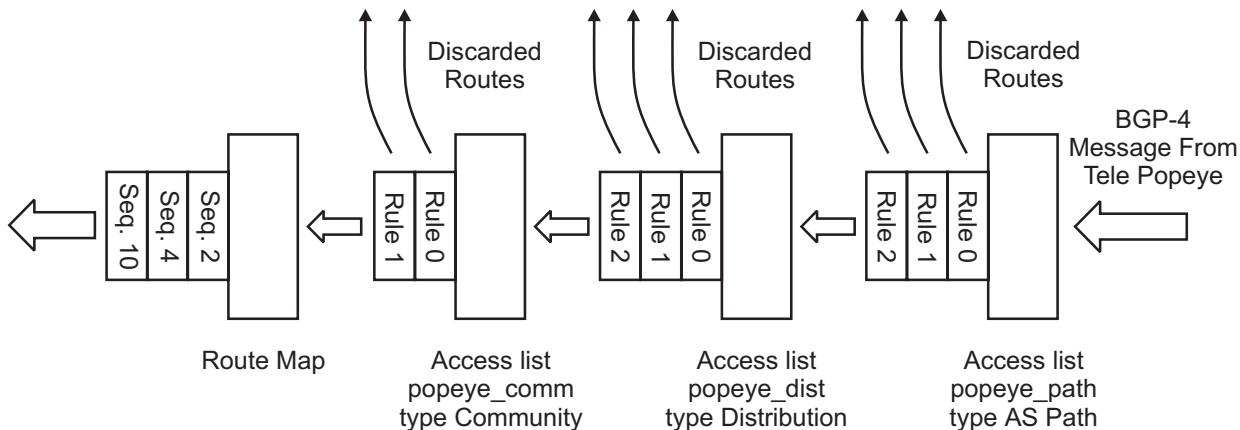 Discarded
Routes
Discarded
Routes
Discarded
Routes
BGP-4
Message From
Tele Popeye
Seq. 10
Seq. 4
Seq. 2
Rule 1
Rule 0
Rule 2
Rule 1
Rule 0
Rule 2
Rule 1
Rule 0
Route Map
Access list
popeye_comm
type Community
Access list
popeye_dist
type Distribution
Access list
popeye_path
type AS Path